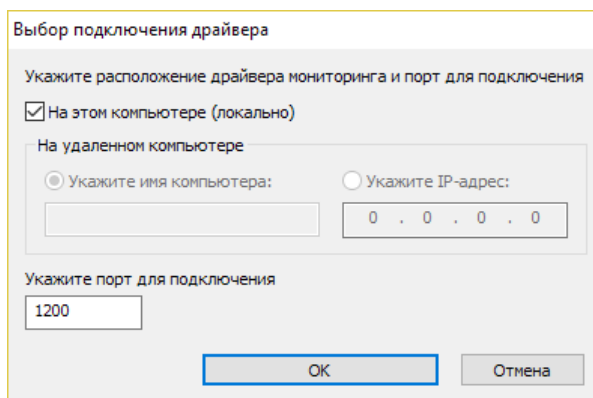 Выбор подключения драйвера
Укажите расположение драйвера мониторинга и порт для подключения
На этом компьютере (локально)
На удаленном компьютере
Укажите имя компьютера: Укажите IP-адрес:
0 . 0 . 0 . 0
Укажите порт для подключения
1200
OK Отмена